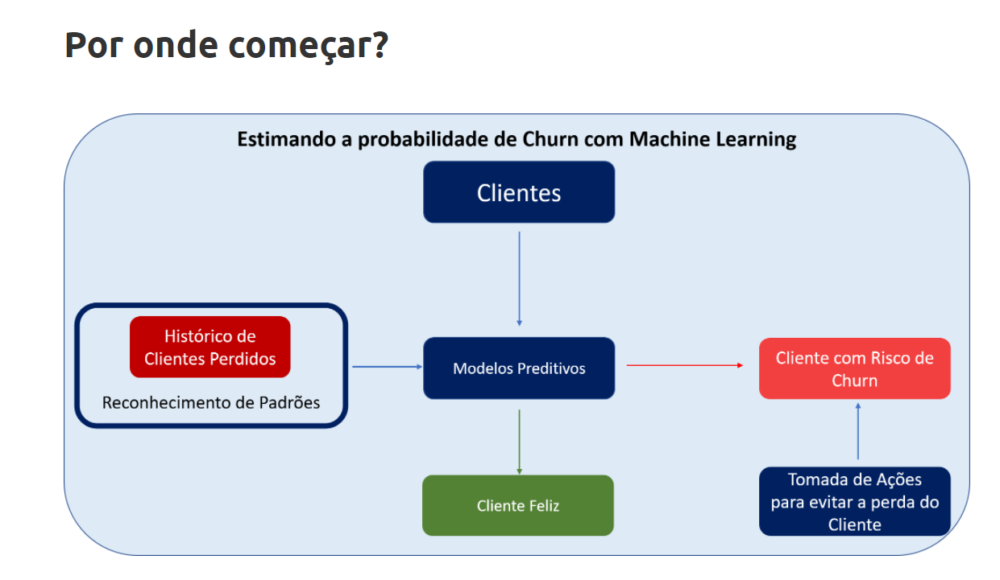 Por onde começar?
Estimando a probabilidade de Churn com Machine Learning
Clientes
Histórico de
Clientes Perdidos
Reconhecimento de Padrões
Modelos Preditivos
Cliente com Risco de
Churn
Cliente Feliz
Tomada de Ações
para evitar a perda do
Cliente